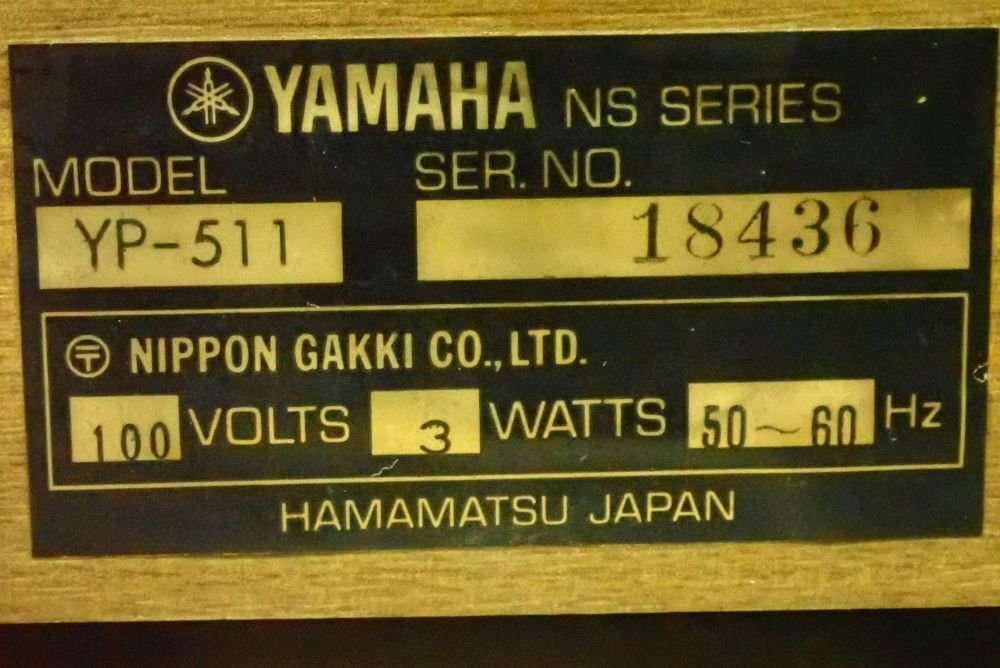 YAMAHA NS SERIES
MODEL SER. NO.
YP-511 18436
〒 NIPPON GAKKI CO., LTD.
100 VOLTS 3 WATTS 50~60 Hz
HAMAMATSU JAPAN